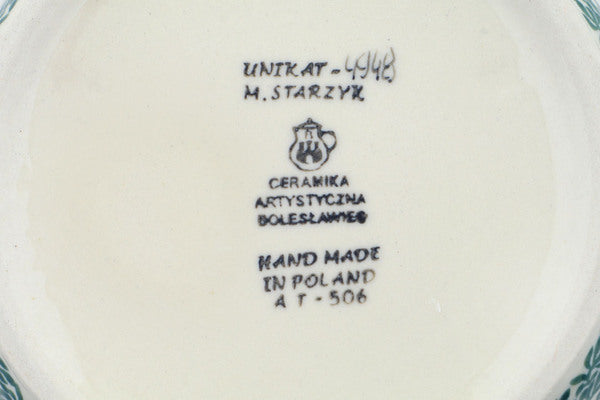 UNIKAT - 4948
M. STARZYK
CERAMIKA
ARTYSTYCZNA
BOLESŁAWIEC
HAND MADE
IN POLAND
A T - 506